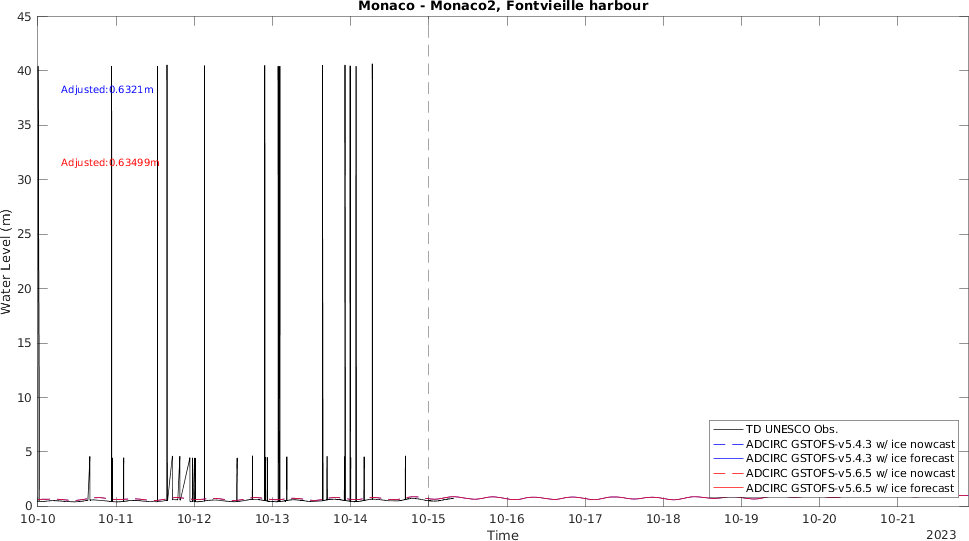 Monaco - Monaco2, Fontvieille harbour
45
40
35
30
25
20
15
10
5
0
Water Level (m)
Adjusted:0.6321m
Adjusted:0.63499m
TD UNESCO Obs.
ADCIRC GSTOFS-v5.4.3 w/ ice nowcast
ADCIRC GSTOFS-v5.4.3 w/ ice forecast
ADCIRC GSTOFS-v5.6.5 w/ ice nowcast
ADCIRC GSTOFS-v5.6.5 w/ ice forecast
10-10 10-11 10-12 10-13 10-14 10-15 10-16 10-17 10-18 10-19 10-20 10-21
Time
2023